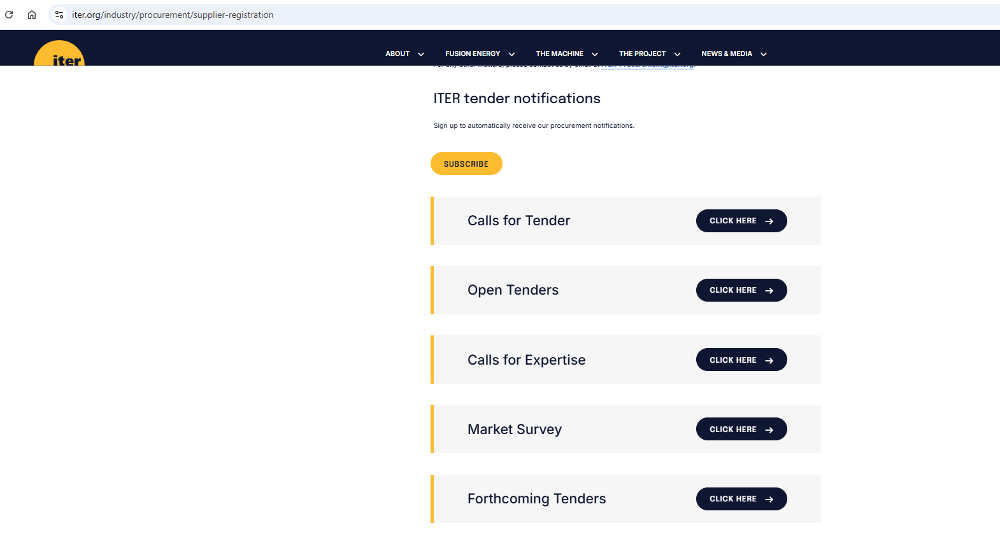 iter.org/industry/procurement/supplier-registration
iter
ABOUT
FUSION ENERGY
THE MACHINE
THE PROJECT
NEWS & MEDIA
ITER tender notifications
Sign up to automatically receive our procurement notifications.
SUBSCRIBE
Calls for Tender
CLICK HERE →
Open Tenders
CLICK HERE →
Calls for Expertise
CLICK HERE →
Market Survey
CLICK HERE →
Forthcoming Tenders
CLICK HERE →